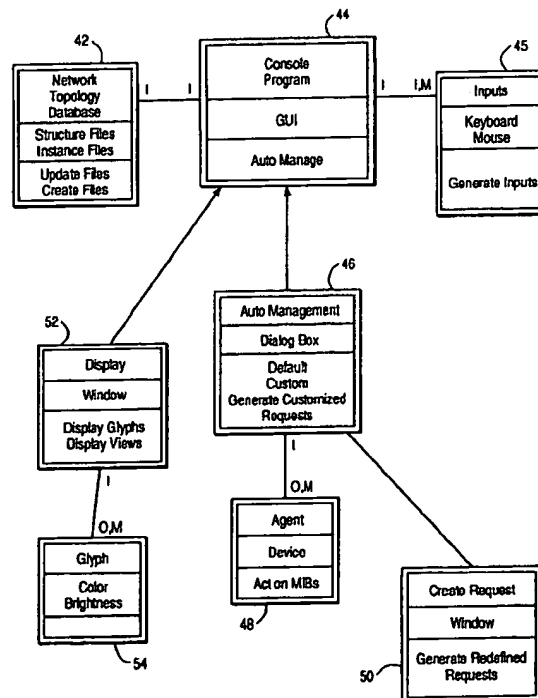 42
Network
Topology
Database
Structure Files
Instance Files
Update Files
Create Files
I
I
44
Console
Program
GUI
Auto Manage
I
I,M
45
Inputs
Keyboard
Mouse
Generate Inputs
52
Display
Window
Display Glyphs
Display Views
I
O,M
Glyph
Color
Brightness
54
46
Auto Management
Dialog Box
Default
Custom
Generate Customized
Requests
I
O,M
Agent
Device
Act on MIBs
48
Create Request
Window
Generate Redefined
Requests
50